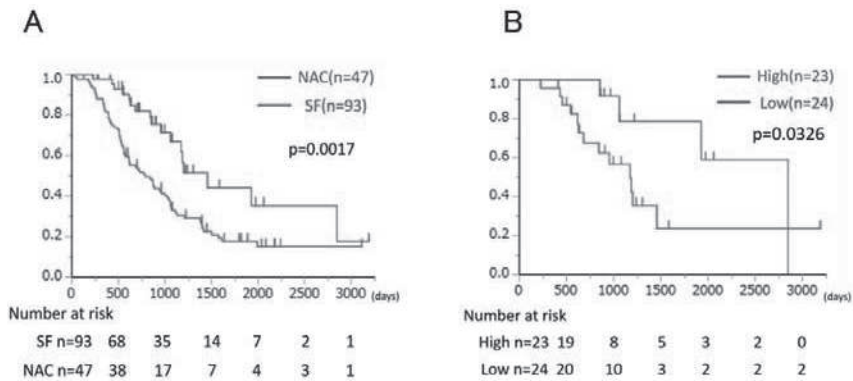 A
1.0
0.8
0.6
0.4
0.2
0.0
NAC(n=47)
SF(n=93)
p=0.0017
0 500 1000 1500 2000 2500 3000 (days)
Number at risk
SF n=93 68 35 14 7 2 1
NAC n=47 38 17 7 4 3 1
B
1.0
0.8
0.6
0.4
0.2
0.0
High(n=23)
Low(n=24)
p=0.0326
0 500 1000 1500 2000 2500 3000 (days)
Number at risk
High n=23 19 8 5 3 2 0
Low n=24 20 10 3 2 2 2